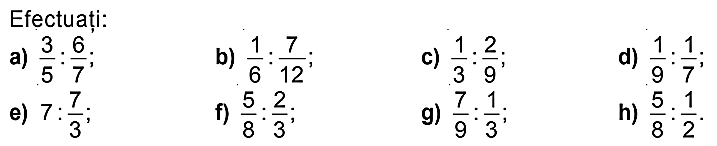 Efectuați:
a) 3/5 : 6/7; b) 1/6 : 7/12; c) 1/3 : 2/9; d) 1/9 : 1/7;
e) 7 : 7/3; f) 5/8 : 2/3; g) 7/9 : 1/3; h) 5/8 : 1/2.